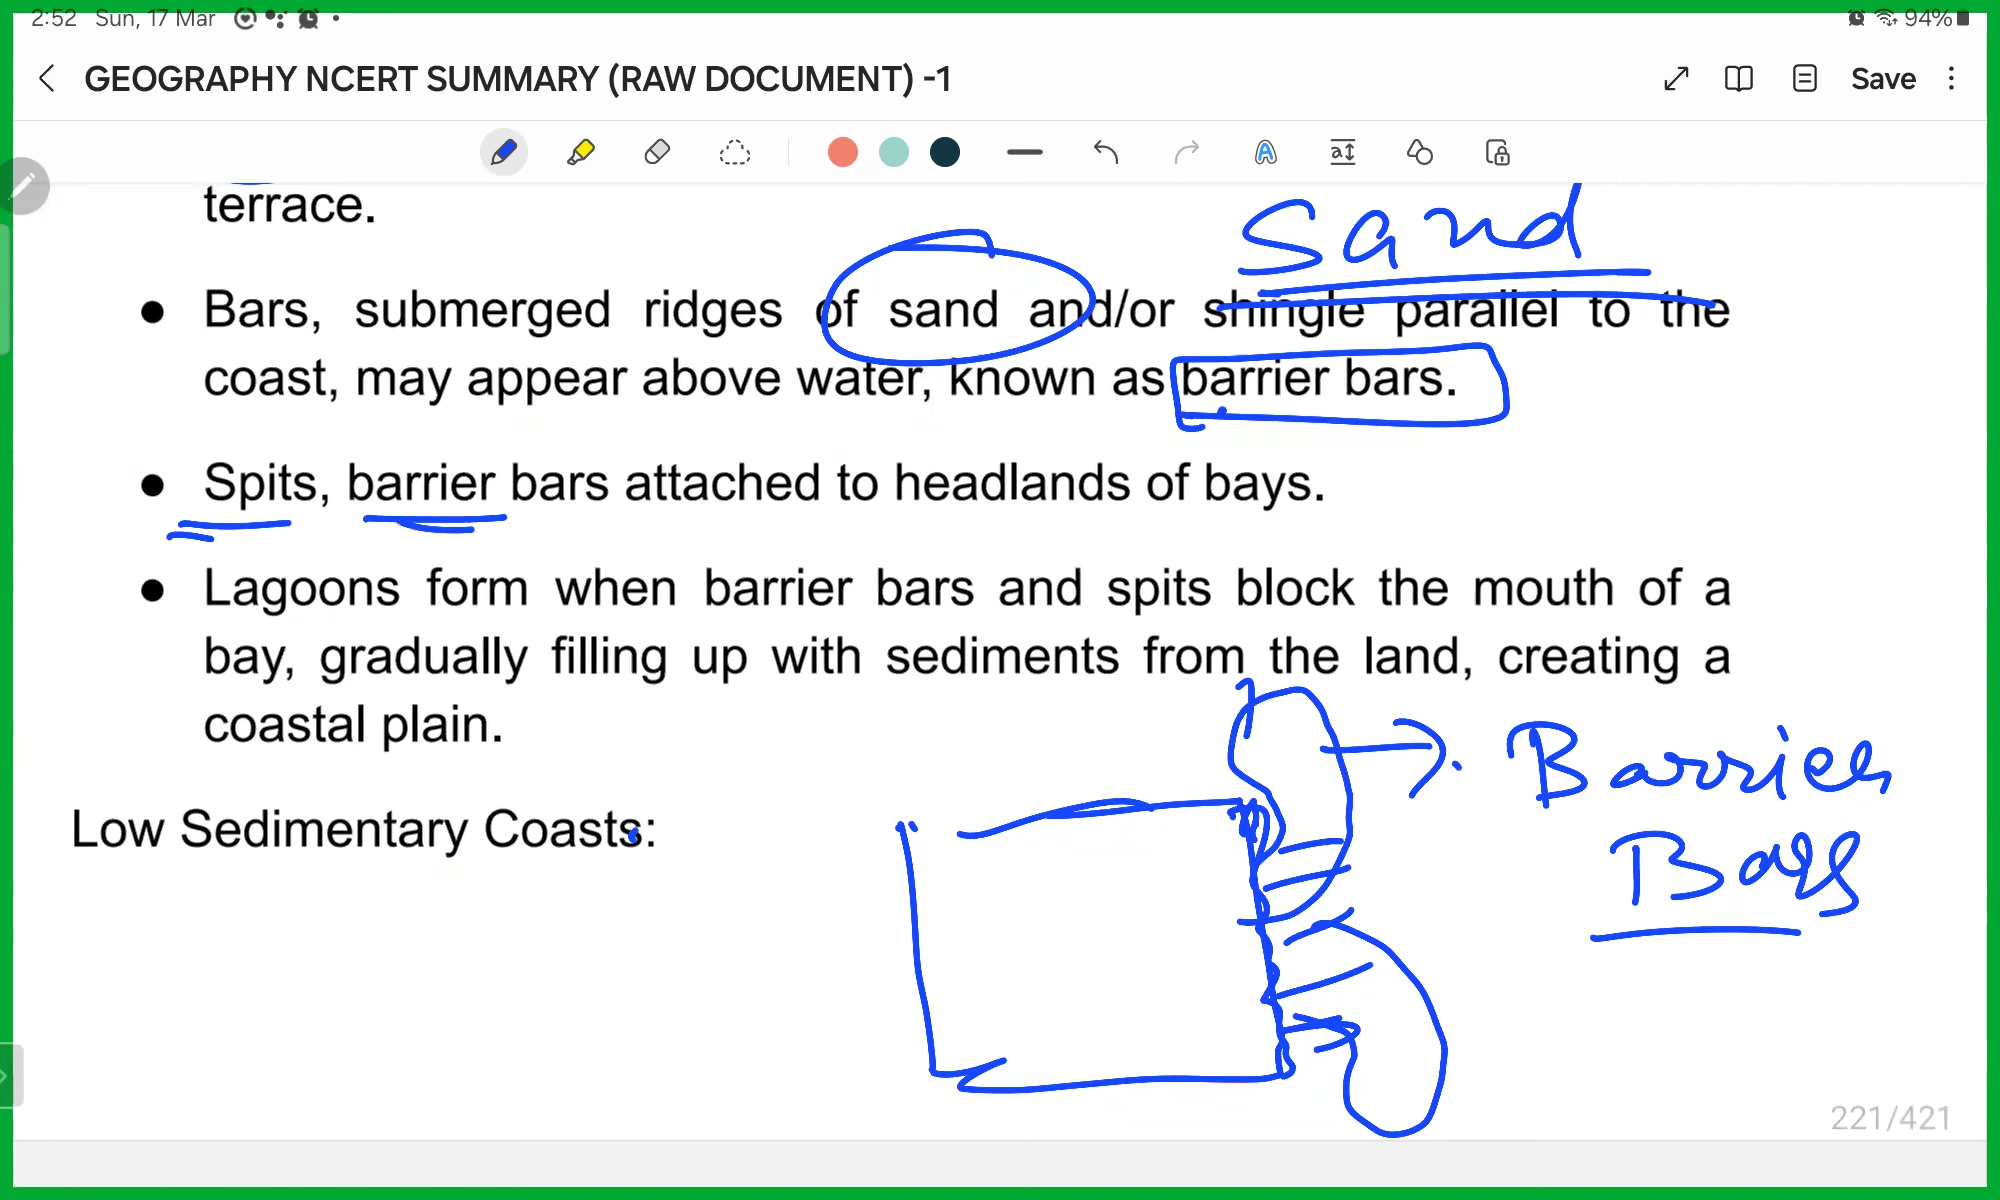 2:52 Sun, 17 Mar
94%
GEOGRAPHY NCERT SUMMARY (RAW DOCUMENT) -1
Save
terrace.
Sand
● Bars, submerged ridges of sand and/or shingle parallel to the
coast, may appear above water, known as barrier bars.
● Spits, barrier bars attached to headlands of bays.
● Lagoons form when barrier bars and spits block the mouth of a
bay, gradually filling up with sediments from the land, creating a
coastal plain.
Barrier
Bars
Low Sedimentary Coasts:
221/421